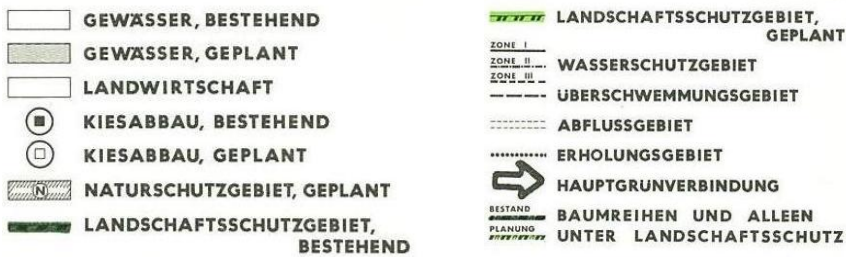 GEWÄSSER, BESTEHEND
GEWÄSSER, GEPLANT
LANDWIRTSCHAFT
KIESABBAU, BESTEHEND
KIESABBAU, GEPLANT
N NATURSCHUTZGEBIET, GEPLANT
LANDSCHAFTSSCHUTZGEBIET,
BESTEHEND
LANDSCHAFTSSCHUTZGEBIET,
GEPLANT
ZONE I
ZONE II WASSERSCHUTZGEBIET
ZONE III
ÜBERSCHWEMMUNGSGEBIET
ABFLUSSGEBIET
ERHOLUNGSGEBIET
HAUPTGRUNVERBINDUNG
BESTAND BAUMREIHEN UND ALLEEN
PLANUNG UNTER LANDSCHAFTSSCHUTZ